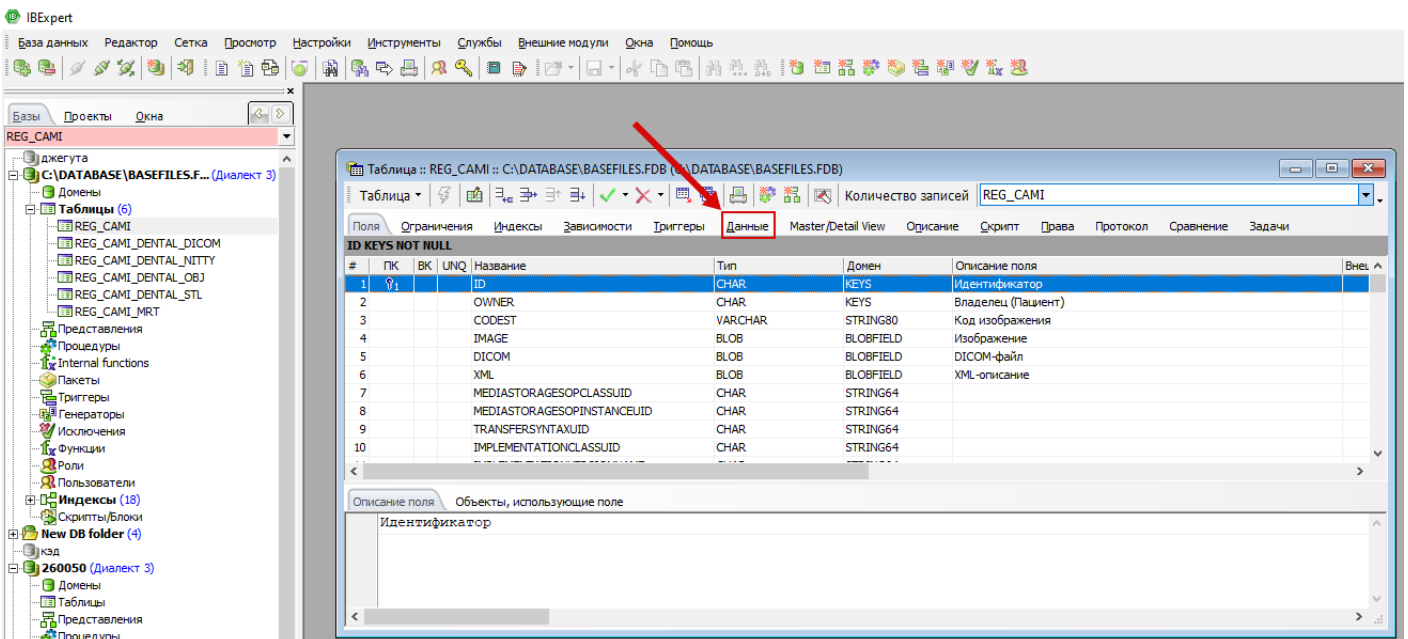 IBExpert
База данных Редактор Сетка Просмотр Настройки Инструменты Службы Внешние модули Окна Помощь
Базы Проекты Окна
REG_CAMI
джегута
C:\DATABASE\BASEFILES.F... (Диалект 3)
Домены
Таблицы (6)
REG_CAMI
REG_CAMI_DENTAL_DICOM
REG_CAMI_DENTAL_NITTY
REG_CAMI_DENTAL_OBJ
REG_CAMI_DENTAL_STL
REG_CAMI_MRT
Представления
Процедуры
Internal functions
Пакеты
Триггеры
Генераторы
Исключения
Функции
Роли
Пользователи
Индексы (18)
Скрипты/Блоки
New DB folder (4)
кэд
260050 (Диалект 3)
Домены
Таблицы
Представления
Процедуры
Таблица :: REG_CAMI :: C:\DATABASE\BASEFILES.FDB (C:\DATABASE\BASEFILES.FDB)
Таблица Количество записей REG_CAMI
Поля Ограничения Индексы Зависимости Триггеры Данные Master/Detail View Описание Скрипт Права Протокол Сравнение Задачи
ID KEYS NOT NULL
# ПК ВК UNQ Название Тип Домен Описание поля Внеш
1 1 ID CHAR KEYS Идентификатор
2 OWNER CHAR KEYS Владелец (Пациент)
3 CODEST VARCHAR STRING80 Код изображения
4 IMAGE BLOB BLOBFIELD Изображение
5 DICOM BLOB BLOBFIELD DICOM-файл
6 XML BLOB BLOBFIELD XML-описание
7 MEDIASTORAGESOPCLASSUID CHAR STRING64
8 MEDIASTORAGESOPINSTANCEUID CHAR STRING64
9 TRANSFERSYNTAXUID CHAR STRING64
10 IMPLEMENTATIONCLASSUID CHAR STRING64
Описание поля Объекты, использующие поле
Идентификатор